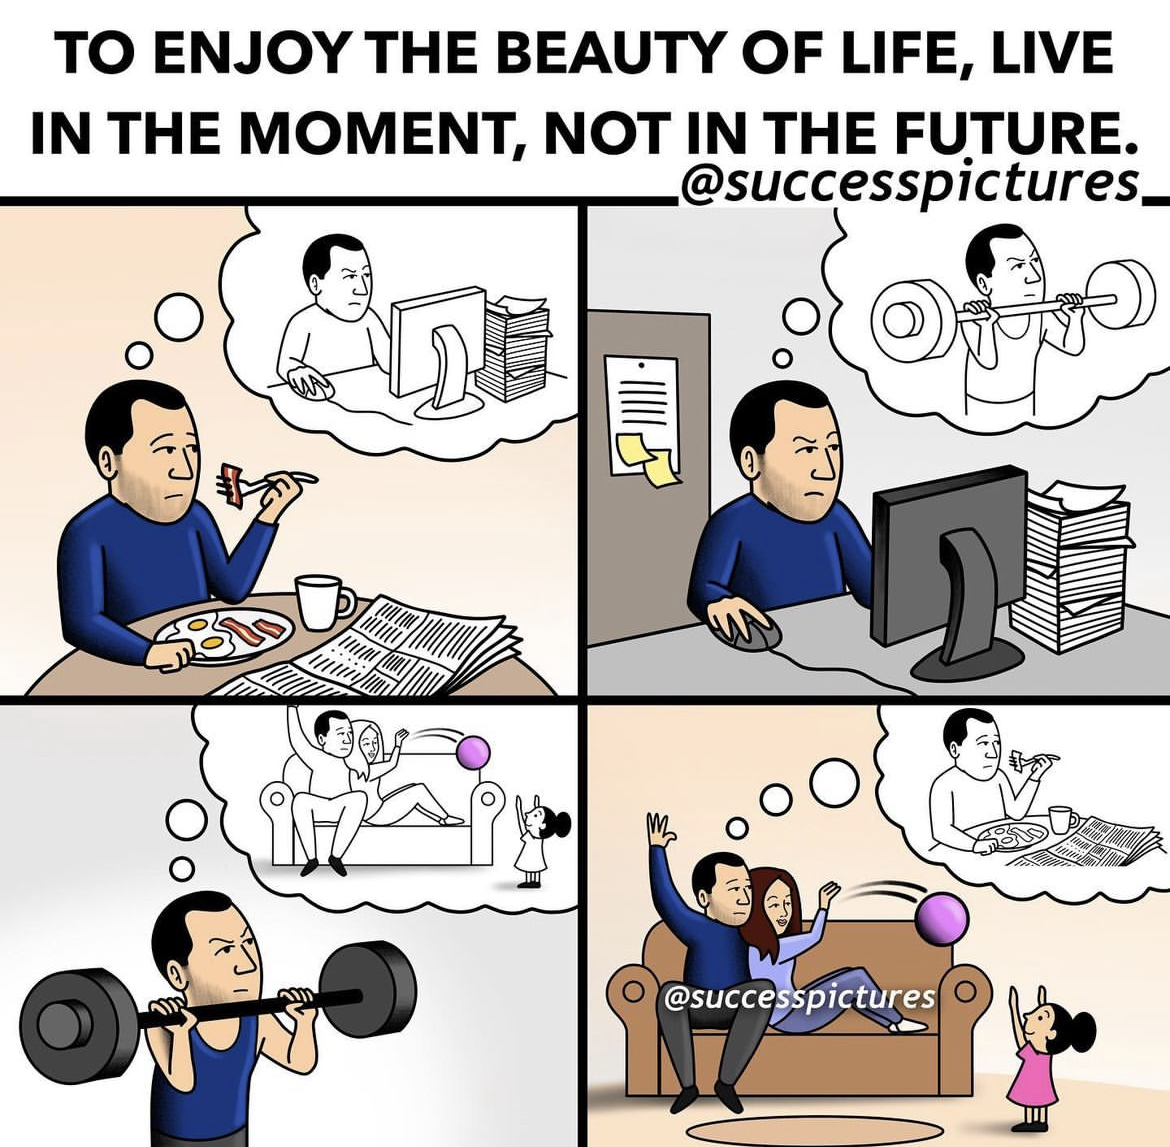 TO ENJOY THE BEAUTY OF LIFE, LIVE
IN THE MOMENT, NOT IN THE FUTURE.
@successpictures
@successpictures